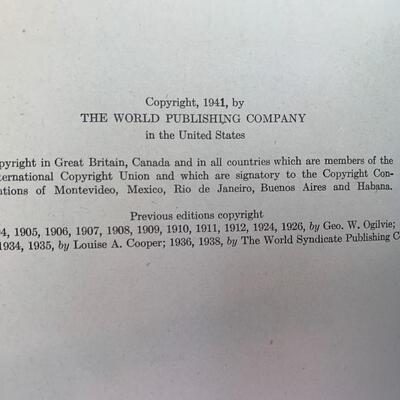 Copyright, 1941, by
THE WORLD PUBLISHING COMPANY
in the United States
pyright in Great Britain, Canada and in all countries which are members of the
ternational Copyright Union and which are signatory to the Copyright Con-
ntions of Montevideo, Mexico, Rio de Janeiro, Buenos Aires and Habana.
Previous editions copyright
4, 1905, 1906, 1907, 1908, 1909, 1910, 1911, 1912, 1924, 1926, by Geo. W. Ogilvie;
1934, 1935, by Louise A. Cooper; 1936, 1938, by The World Syndicate Publishing C